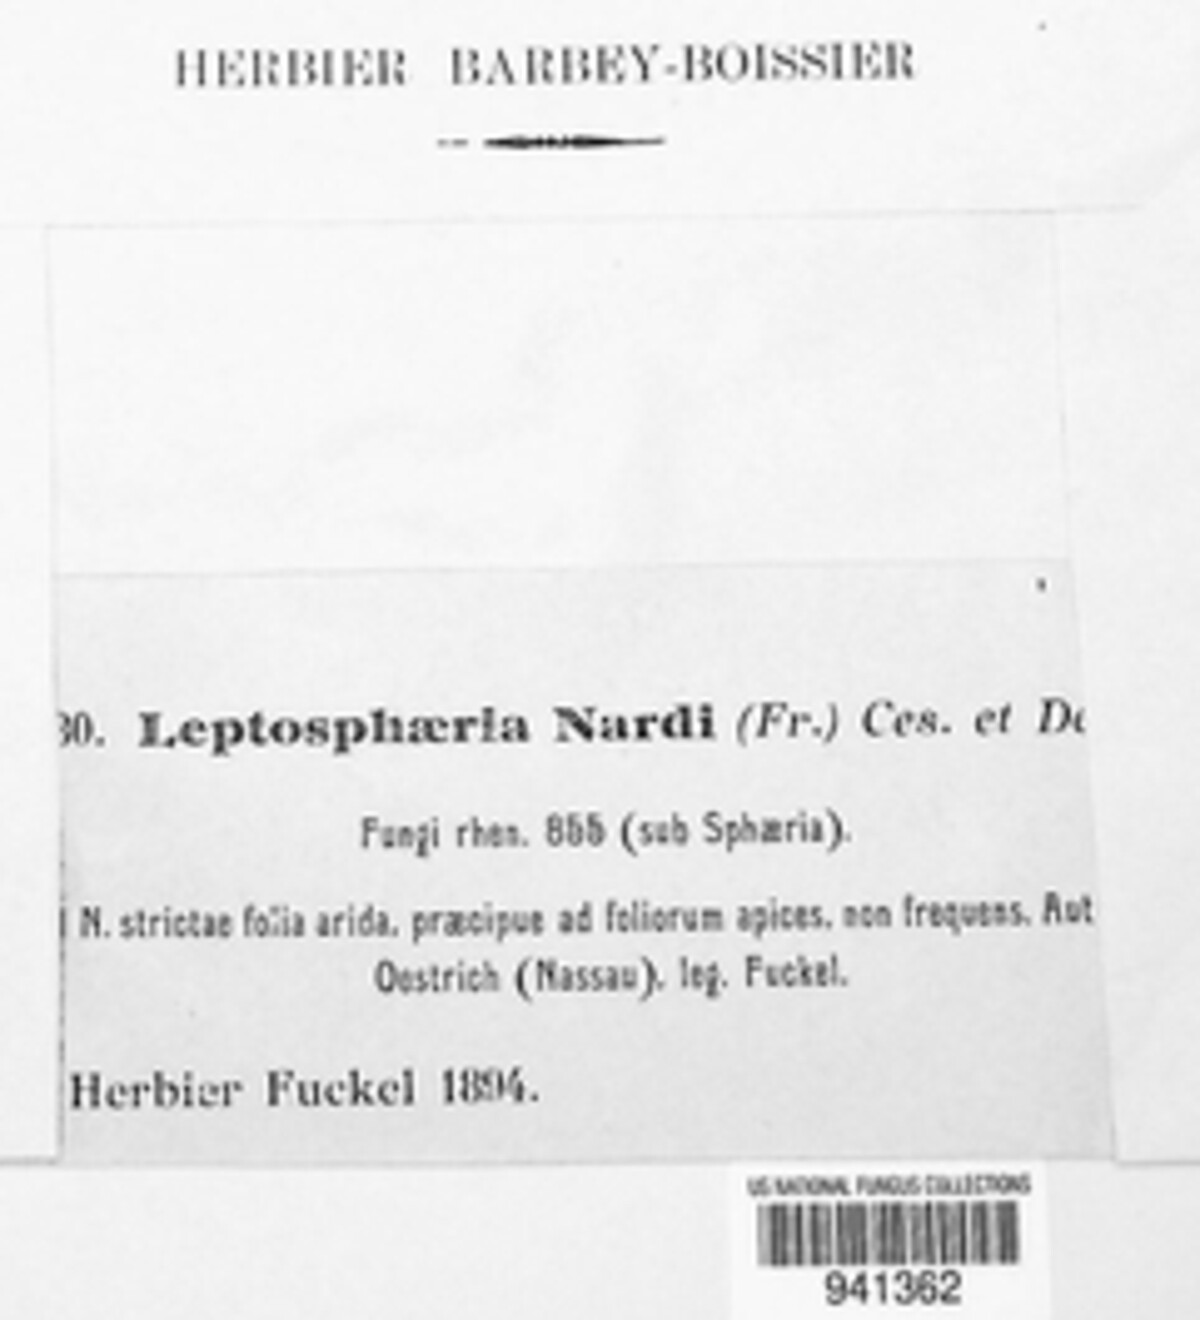 HERBIER BARBEY-BOISSIER
30. Leptosphæria Nardi (Fr.) Ces. et De
Fungi rhen. 855 (sub Sphæria).
N. strictae folia arida, præcipue ad foliorum apices, non frequens. Aut
Oestrich (Nassau), leg. Fuckel.
Herbier Fuckel 1894.
US NATIONAL FUNGUS COLLECTIONS
941362